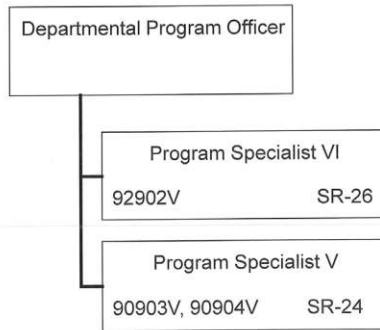 Departmental Program Officer
Program Specialist VI
92902V SR-26
Program Specialist V
90903V, 90904V SR-24